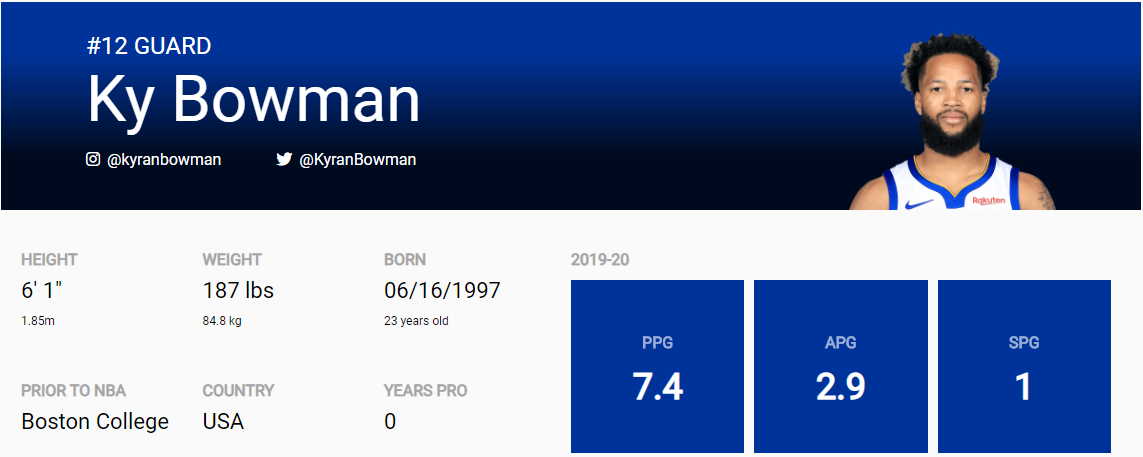 #12 GUARD
Ky Bowman
@kyranbowman @KyranBowman
Rakuten
HEIGHT WEIGHT BORN 2019-20
6' 1" 187 lbs 06/16/1997
1.85m 84.8 kg 23 years old
PPG APG SPG
7.4 2.9 1
PRIOR TO NBA COUNTRY YEARS PRO
Boston College USA 0